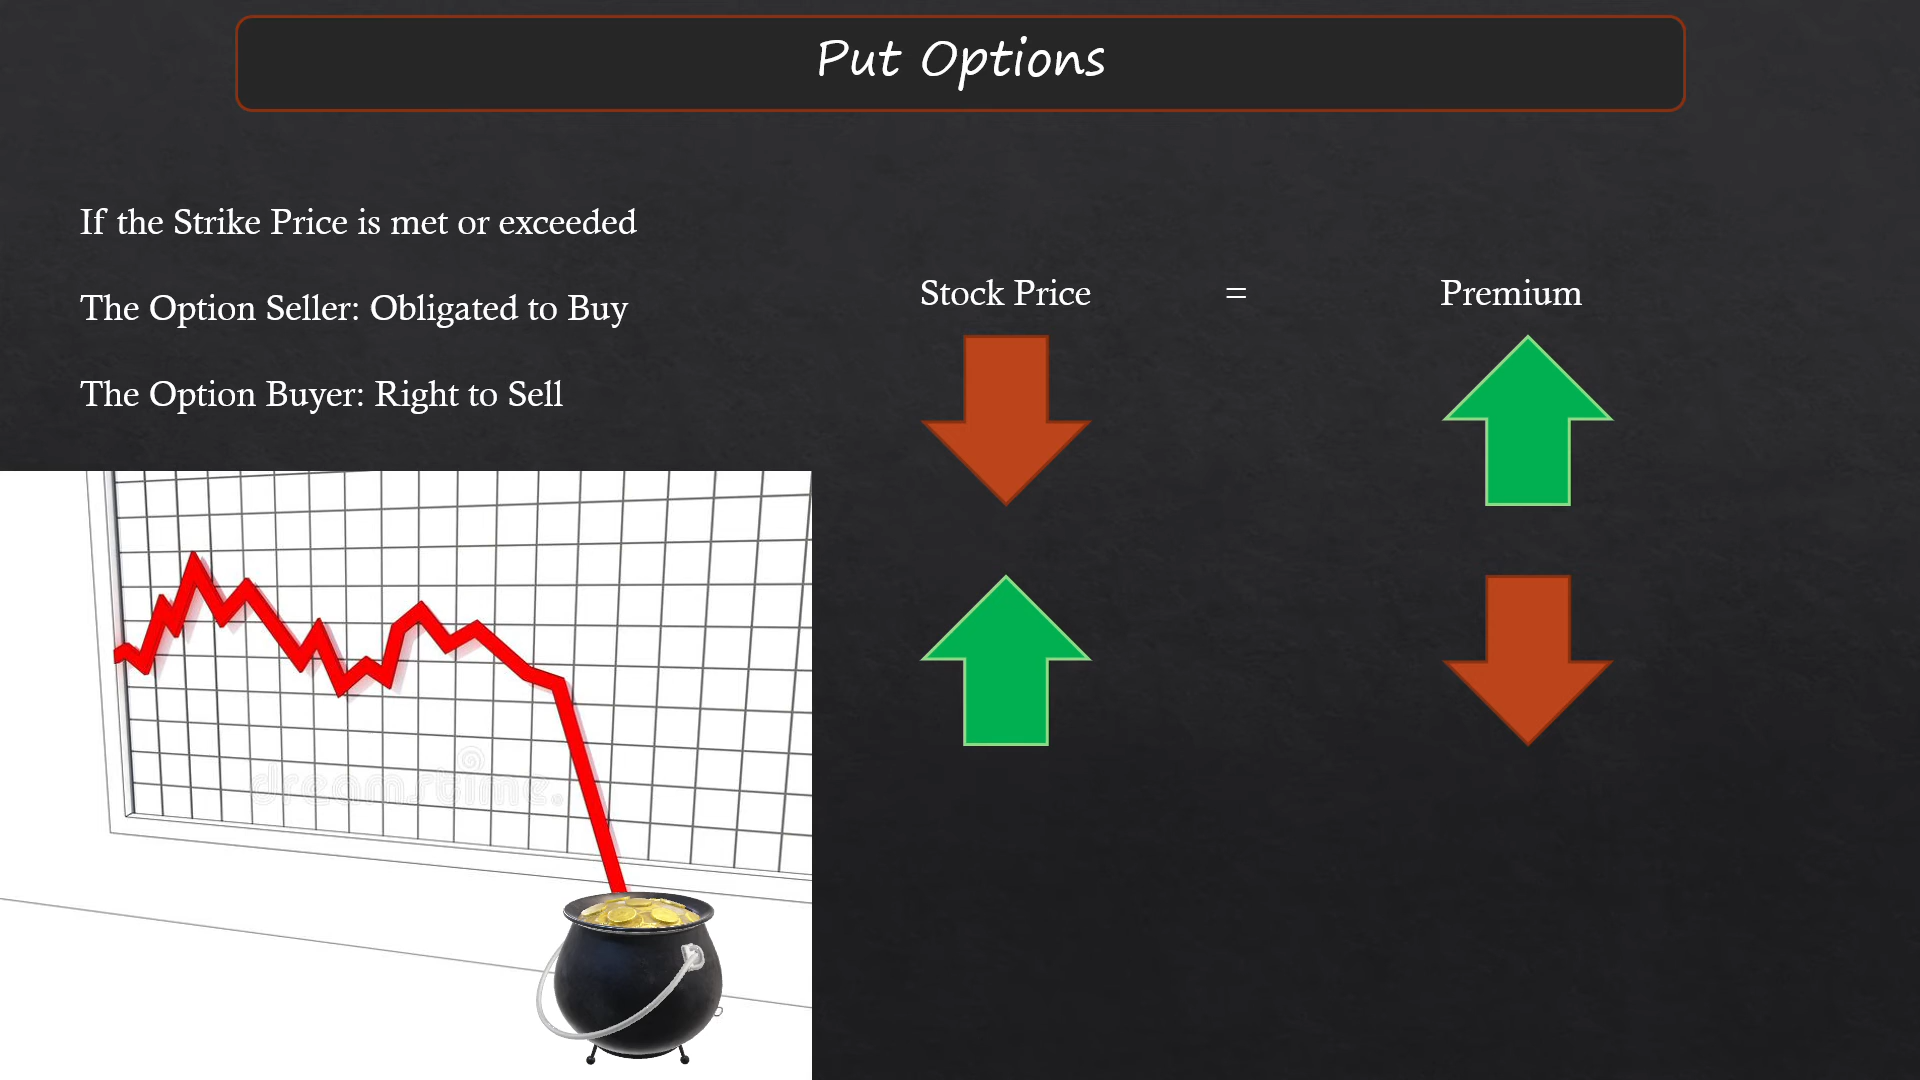 Put Options
If the Strike Price is met or exceeded
The Option Seller: Obligated to Buy
The Option Buyer: Right to Sell
Stock Price = Premium
dreamstime.